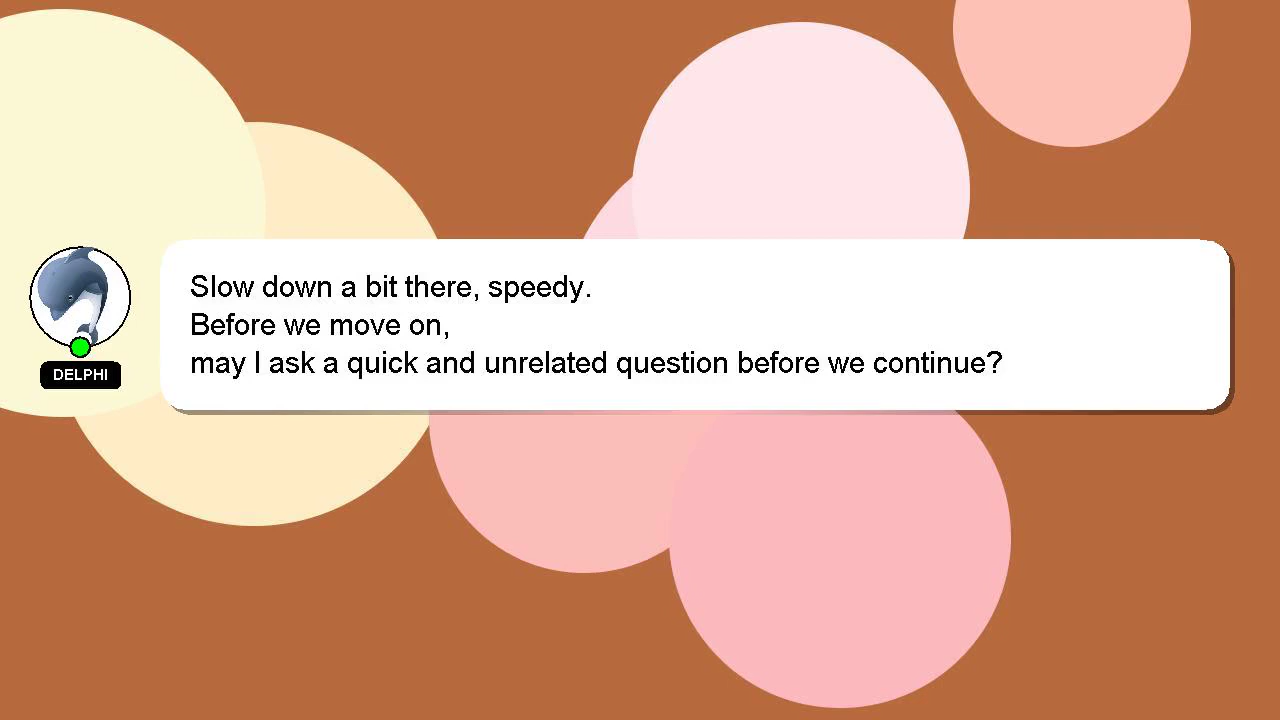 Slow down a bit there, speedy.
Before we move on,
may I ask a quick and unrelated question before we continue?
DELPHI